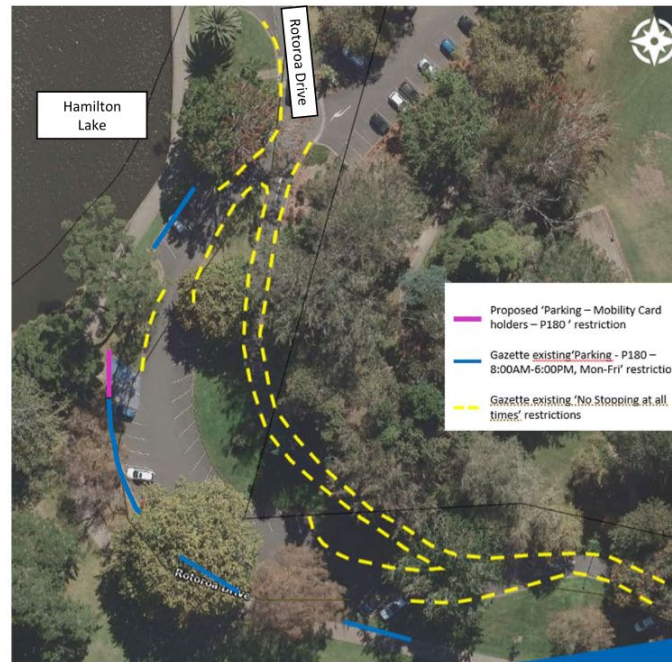 Rotoroa Drive
Hamilton
Lake
Proposed 'Parking – Mobility Card
holders – P180 ' restriction
Gazette existing'Parking - P180 –
8:00AM-6:00PM, Mon-Fri' restrictio
Gazette existing 'No Stopping at all
times' restrictions
Rotoroa Drive